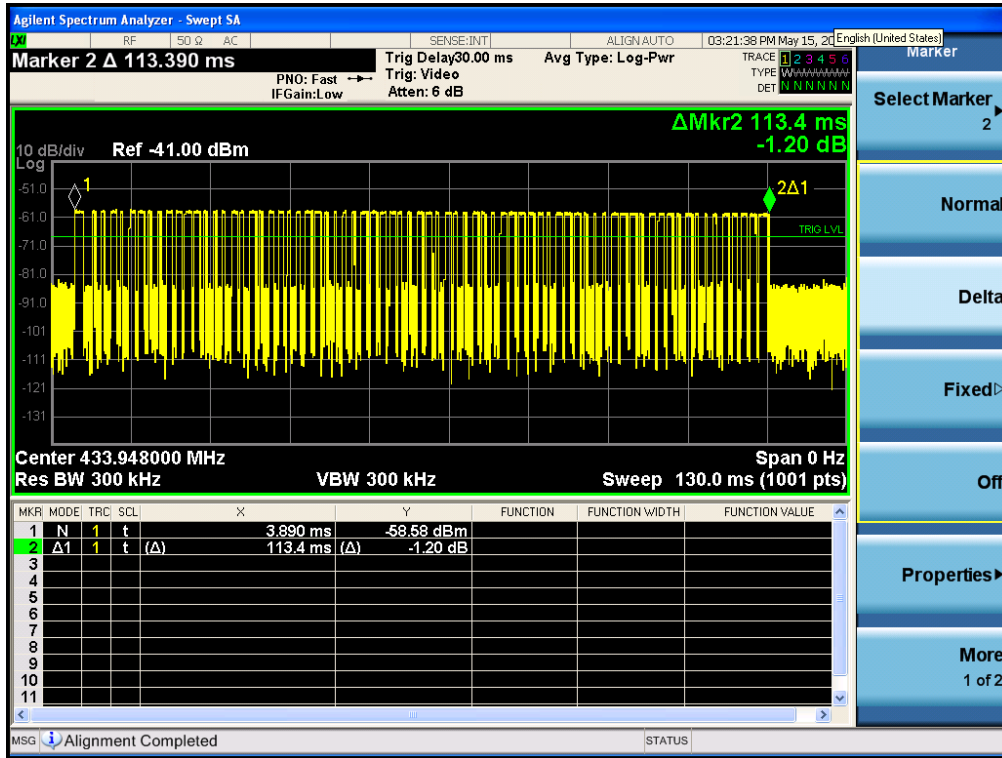 Agilent Spectrum Analyzer - Swept SA
LXI RF 50 Ω AC SENSE:INT ALIGN AUTO 03:21:38 PM May 15, 20
English (United States)
Marker 2 Δ 113.390 ms
PNO: Fast
IFGain:Low
Trig Delay30.00 ms
Trig: Video
Atten: 6 dB
Avg Type: Log-Pwr
TRACE 1 2 3 4 5 6
TYPE
DET N N N N N N
ΔMkr2 113.4 ms
-1.20 dB
10 dB/div Ref -41.00 dBm
Log
1
2Δ1
TRIG LVL
-51.0
-61.0
-71.0
-81.0
-91.0
-101
-111
-121
-131
Center 433.948000 MHz Span 0 Hz
Res BW 300 kHz VBW 300 kHz Sweep 130.0 ms (1001 pts)
MKR MODE TRC SCL X Y FUNCTION FUNCTION WIDTH FUNCTION VALUE
1 N 1 t 3.890 ms -58.58 dBm
2 Δ1 1 t (Δ) 113.4 ms (Δ) -1.20 dB
3
4
5
6
7
8
9
10
11
MSG Alignment Completed STATUS
Marker
Select Marker
2
Normal
Delta
Fixed
Off
Properties
More
1 of 2